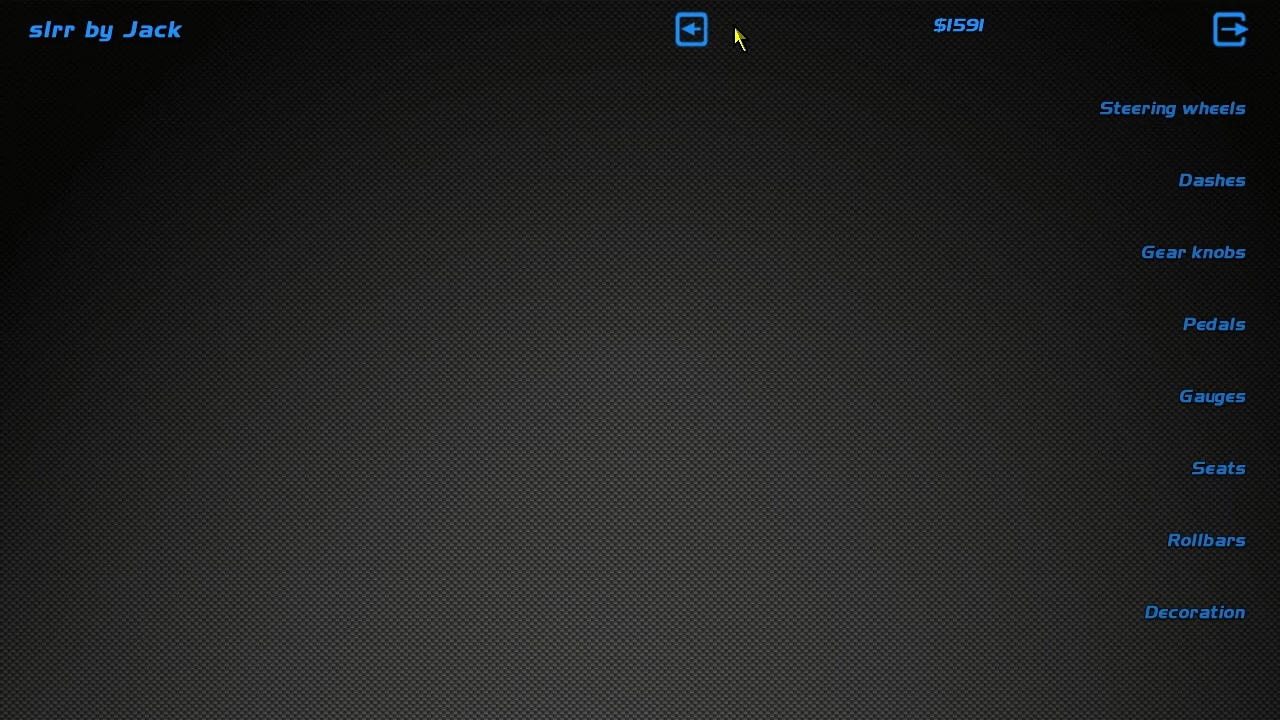 slrr by Jack
$1591
Steering wheels
Dashes
Gear knobs
Pedals
Gauges
Seats
Rollbars
Decoration